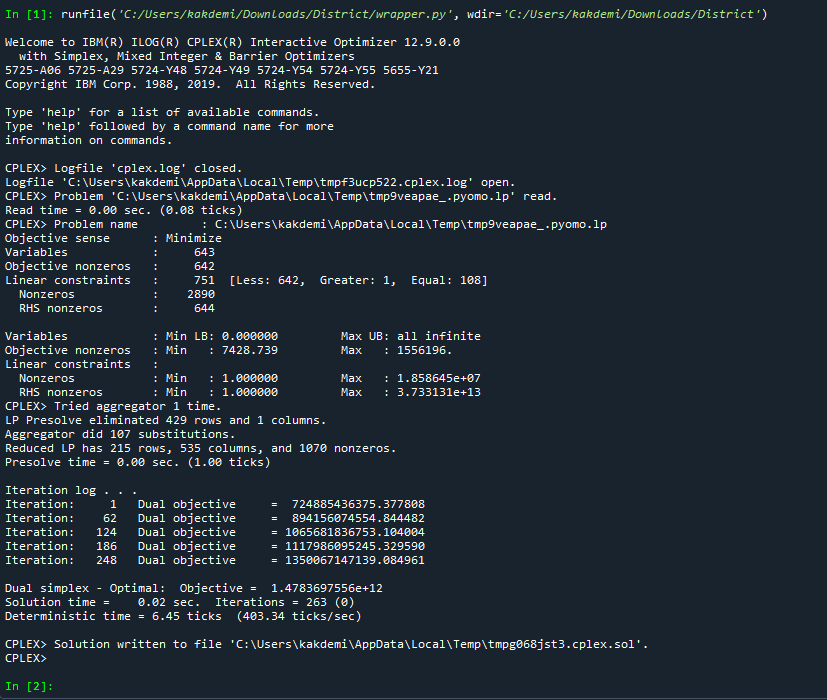 In [1]: runfile('C:/Users/kakdemi/Downloads/District/wrapper.py', wdir='C:/Users/kakdemi/Downloads/District')
Welcome to IBM(R) ILOG(R) CPLEX(R) Interactive Optimizer 12.9.0.0
  with Simplex, Mixed Integer & Barrier Optimizers
5725-A06 5725-A29 5724-Y48 5724-Y49 5724-Y54 5724-Y55 5655-Y21
Copyright IBM Corp. 1988, 2019.  All Rights Reserved.
Type 'help' for a list of available commands.
Type 'help' followed by a command name for more
information on commands.
CPLEX> Logfile 'cplex.log' closed.
Logfile 'C:\Users\kakdemi\AppData\Local\Temp\tmpf3ucp522.cplex.log' open.
CPLEX> Problem 'C:\Users\kakdemi\AppData\Local\Temp\tmp9veapae_.pyomo.lp' read.
Read time = 0.00 sec. (0.08 ticks)
CPLEX> Problem name         : C:\Users\kakdemi\AppData\Local\Temp\tmp9veapae_.pyomo.lp
Objective sense      : Minimize
Variables            :     643
Objective nonzeros   :     642
Linear constraints   :     751  [Less: 642,  Greater: 1,  Equal: 108]
  Nonzeros           :    2890
  RHS nonzeros       :     644
Variables            : Min LB: 0.000000         Max UB: all infinite
Objective nonzeros   : Min   : 7428.739         Max   : 1556196.
Linear constraints   :
  Nonzeros           : Min   : 1.000000         Max   : 1.858645e+07
  RHS nonzeros       : Min   : 1.000000         Max   : 3.733131e+13
CPLEX> Tried aggregator 1 time.
LP Presolve eliminated 429 rows and 1 columns.
Aggregator did 107 substitutions.
Reduced LP has 215 rows, 535 columns, and 1070 nonzeros.
Presolve time = 0.00 sec. (1.00 ticks)
Iteration log . . .
Iteration:     1   Dual objective     =  724885436375.377808
Iteration:    62   Dual objective     =  894156074554.844482
Iteration:   124   Dual objective     = 1065681836753.104004
Iteration:   186   Dual objective     = 1117986095245.329590
Iteration:   248   Dual objective     = 1350067147139.084961
Dual simplex - Optimal:  Objective =  1.4783697556e+12
Solution time =    0.02 sec.  Iterations = 263 (0)
Deterministic time = 6.45 ticks  (403.34 ticks/sec)
CPLEX> Solution written to file 'C:\Users\kakdemi\AppData\Local\Temp\tmpg068jst3.cplex.sol'.
CPLEX>
In [2]: